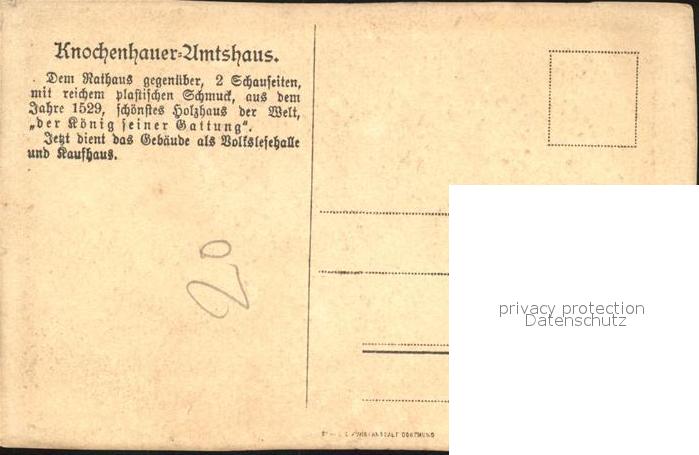 Knochenhauer-Amtshaus.
Dem Rathaus gegenüber, 2 Schauseiten,
mit reichem plastischen Schmuck, aus dem
Jahre 1529, schönstes Holzhaus der Welt,
„der König seiner Gattung“.
Jetzt dient das Gebäude als Volkslesehalle
und Kaufhaus.
20
privacy protection
Datenschutz
DORTMUND